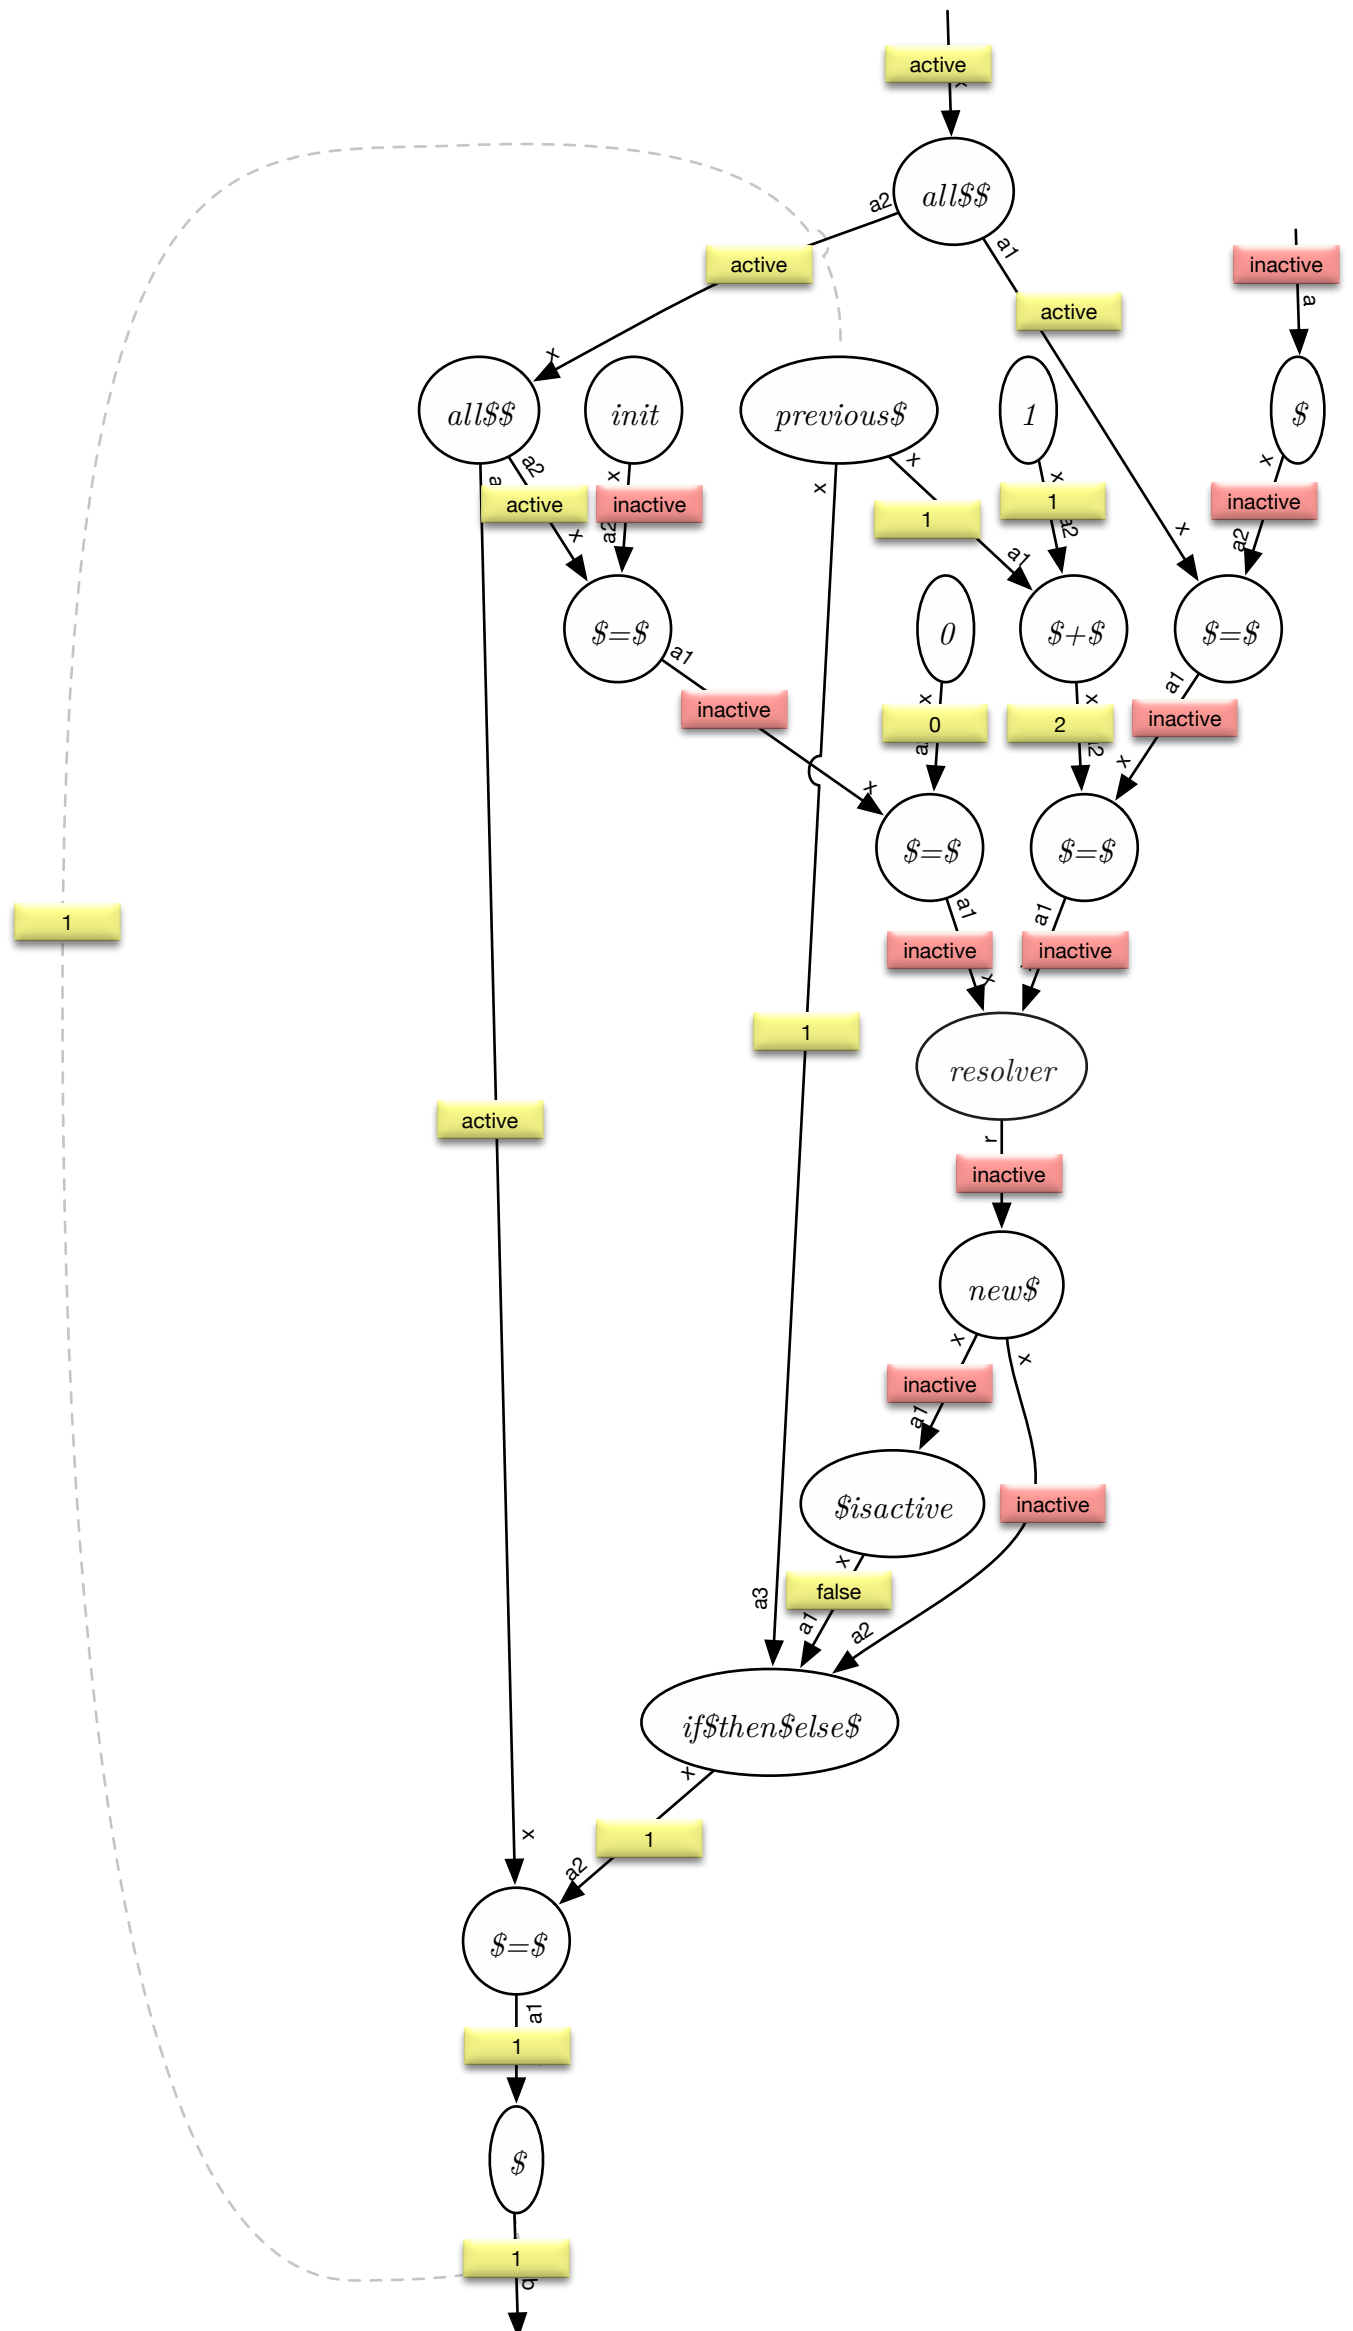 active
x
all$$
a2
a1
inactive
active
a
active
x
all$$
init
previous$
1
$
a2
x
x
x
x
x
active
inactive
1
1
inactive
a2
x
a2
a1
a2
x
a2
$=$
0
$+$
$=$
a1
x
x
a1
inactive
0
2
inactive
x
x
$=$
$=$
a1
a1
1
inactive
inactive
x
1
resolver
active
r
inactive
new$
x
x
inactive
a1
$isactive
inactive
x
a3
false
a1
a2
if$then$else$
x
1
x
a2
$=$
a1
1
$
1
q